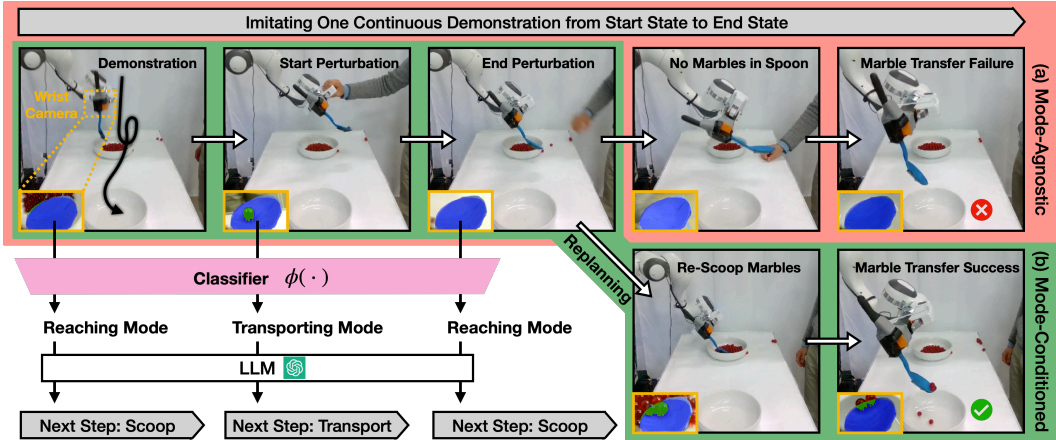 Imitating One Continuous Demonstration from Start State to End State
Demonstration
Start Perturbation
End Perturbation
No Marbles in Spoon
Marble Transfer Failure
Wrist
Camera
(a) Mode-Agnostic
Classifier ϕ(·)
Replanning
Re-Scoop Marbles
Marble Transfer Success
(b) Mode-Conditioned
Reaching Mode
Transporting Mode
Reaching Mode
LLM
Next Step: Scoop
Next Step: Transport
Next Step: Scoop